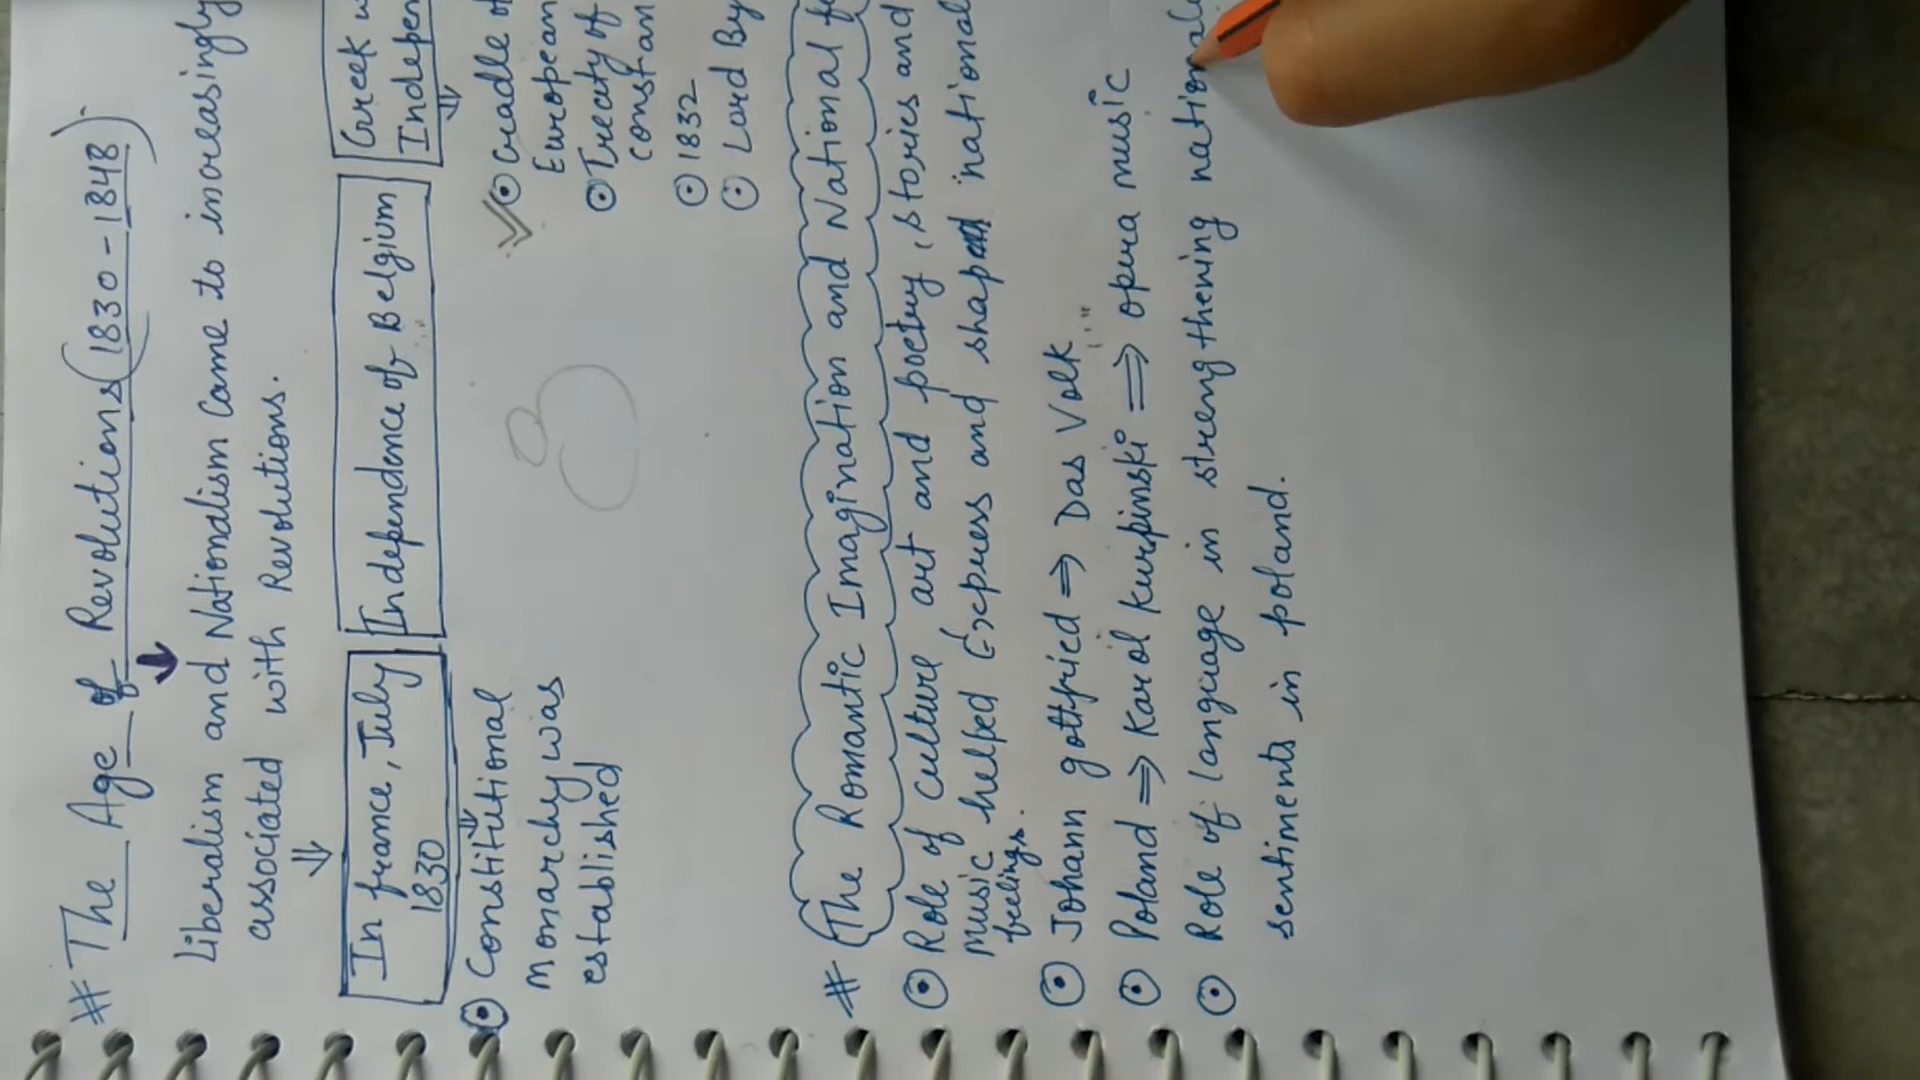 # The Age of Revolutions (1830-1848).
Liberalism and Nationalism Came to increasingly
associated with Revolutions.
In france, July
1830
Independence of Belgium
Greek
Indepen
Constitutional
Monarchy was
established
Cradle of
European
Treaty of
Constan
1832
Lord By
# The Romantic Imagination and National fe
Role of culture art and poetry, stories and
music helped Express and shaped national
feelings.
Johann gottfried ⇒ Das Volk
Poland ⇒ Karol Kurpinski ⇒ opera music
Role of language in strengthening national
sentiments in poland.